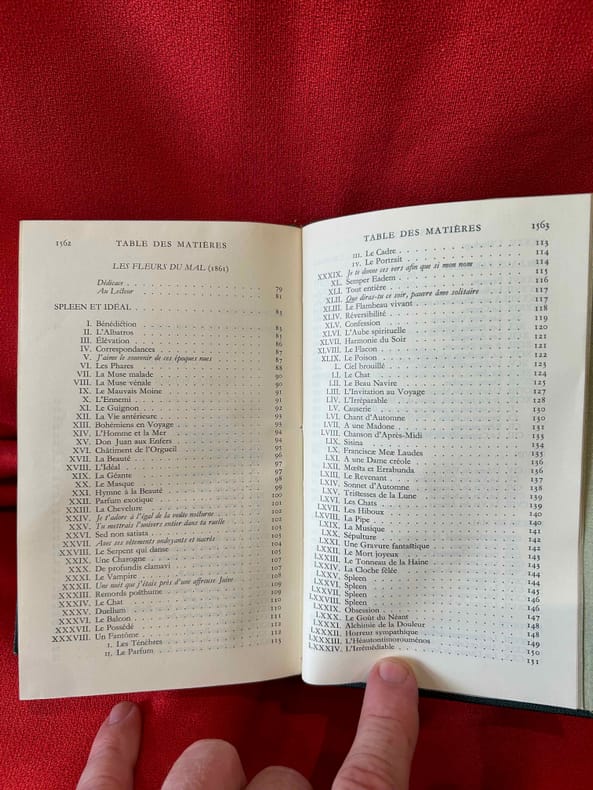 1562 TABLE DES MATIÈRES
LES FLEURS DU MAL (1861)
Dédicace 79
Au Lecteur 81
SPLEEN ET IDÉAL 83
I. Bénédiction 83
II. L'Albatros 85
III. Élévation 86
IV. Correspondances 87
V. J'aime le souvenir de ces époques nues 87
VI. Les Phares 88
VII. La Muse malade 90
VIII. La Muse vénale 90
IX. Le Mauvais Moine 91
X. L'Ennemi 91
XI. Le Guignon 92
XII. La Vie antérieure 92
XIII. Bohémiens en Voyage 93
XIV. L'Homme et la Mer 94
XV. Don Juan aux Enfers 94
XVI. Châtiment de l'Orgueil 95
XVII. La Beauté 96
XVIII. L'Idéal 97
XIX. La Géante 97
XX. Le Masque 98
XXI. Hymne à la Beauté 99
XXII. Parfum exotique 100
XXIII. La Chevelure 101
XXIV. Je t'adore à l'égal de la voûte nocturne 102
XXV. Tu mettrais l'univers entier dans ta ruelle 102
XXVI. Sed non satiata 103
XXVII. Avec ses vêtements ondoyants et nacrés 103
XXVIII. Le Serpent qui danse 104
XXIX. Une Charogne 105
XXX. De profundis clamavi 107
XXXI. Le Vampire 108
XXXII. Une nuit que j'étais près d'une affreuse Juive 109
XXXIII. Remords posthume 109
XXXIV. Le Chat 110
XXXV. Duellum 110
XXXVI. Le Balcon 111
XXXVII. Le Possédé 112
XXXVIII. Un Fantôme 112
I. Les Ténèbres 113
II. Le Parfum 113
TABLE DES MATIÈRES 1563
III. Le Cadre 113
IV. Le Portrait 114
XXXIX. Je te donne ces vers afin que si mon nom 114
XL. Semper Eadem 115
XLI. Tout entière 116
XLII. Que diras-tu ce soir, pauvre âme solitaire 117
XLIII. Le Flambeau vivant 117
XLIV. Réversibilité 118
XLV. Confession 119
XLVI. L'Aube spirituelle 120
XLVII. Harmonie du Soir 121
XLVIII. Le Flacon 121
XLIX. Le Poison 122
L. Ciel brouillé 124
LI. Le Chat 124
LII. Le Beau Navire 125
LIII. L'Invitation au Voyage 127
LIV. L'Irréparable 128
LV. Causerie 130
LVI. Chant d'Automne 130
LVII. A une Madone 131
LVIII. Chanson d'Après-Midi 133
LIX. Sisina 134
LX. Franciscæ Meæ Laudes 135
LXI. A une Dame créole 136
LXII. Mœsta et Errabunda 136
LXIII. Le Revenant 137
LXIV. Sonnet d'Automne 138
LXV. Tristesses de la Lune 139
LXVI. Les Chats 139
LXVII. Les Hiboux 140
LXVIII. La Pipe 140
LXIX. La Musique 141
LXX. Sépulture 142
LXXI. Une Gravure fantastique 142
LXXII. Le Mort joyeux 143
LXXIII. Le Tonneau de la Haine 144
LXXIV. La Cloche fêlée 144
LXXV. Spleen 144
LXXVI. Spleen 145
LXXVII. Spleen 146
LXXVIII. Spleen 146
LXXIX. Obsession 147
LXXX. Le Goût du Néant 148
LXXXI. Alchimie de la Douleur 148
LXXXII. Horreur sympathique 149
LXXXIII. L'Héautontimorouménos 150
LXXXIV. L'Irrémédiable 151